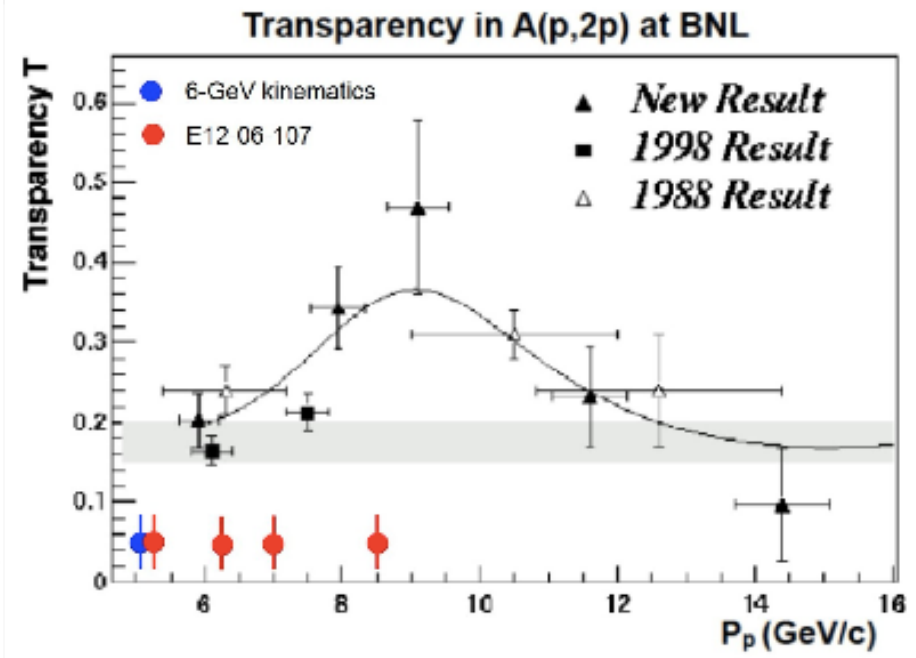 Transparency in A(p,2p) at BNL
Transparency T
6-GeV kinematics
E12 06 107
New Result
1998 Result
1988 Result
0.6
0.5
0.4
0.3
0.2
0.1
0
6 8 10 12 14 16
Pp (GeV/c)